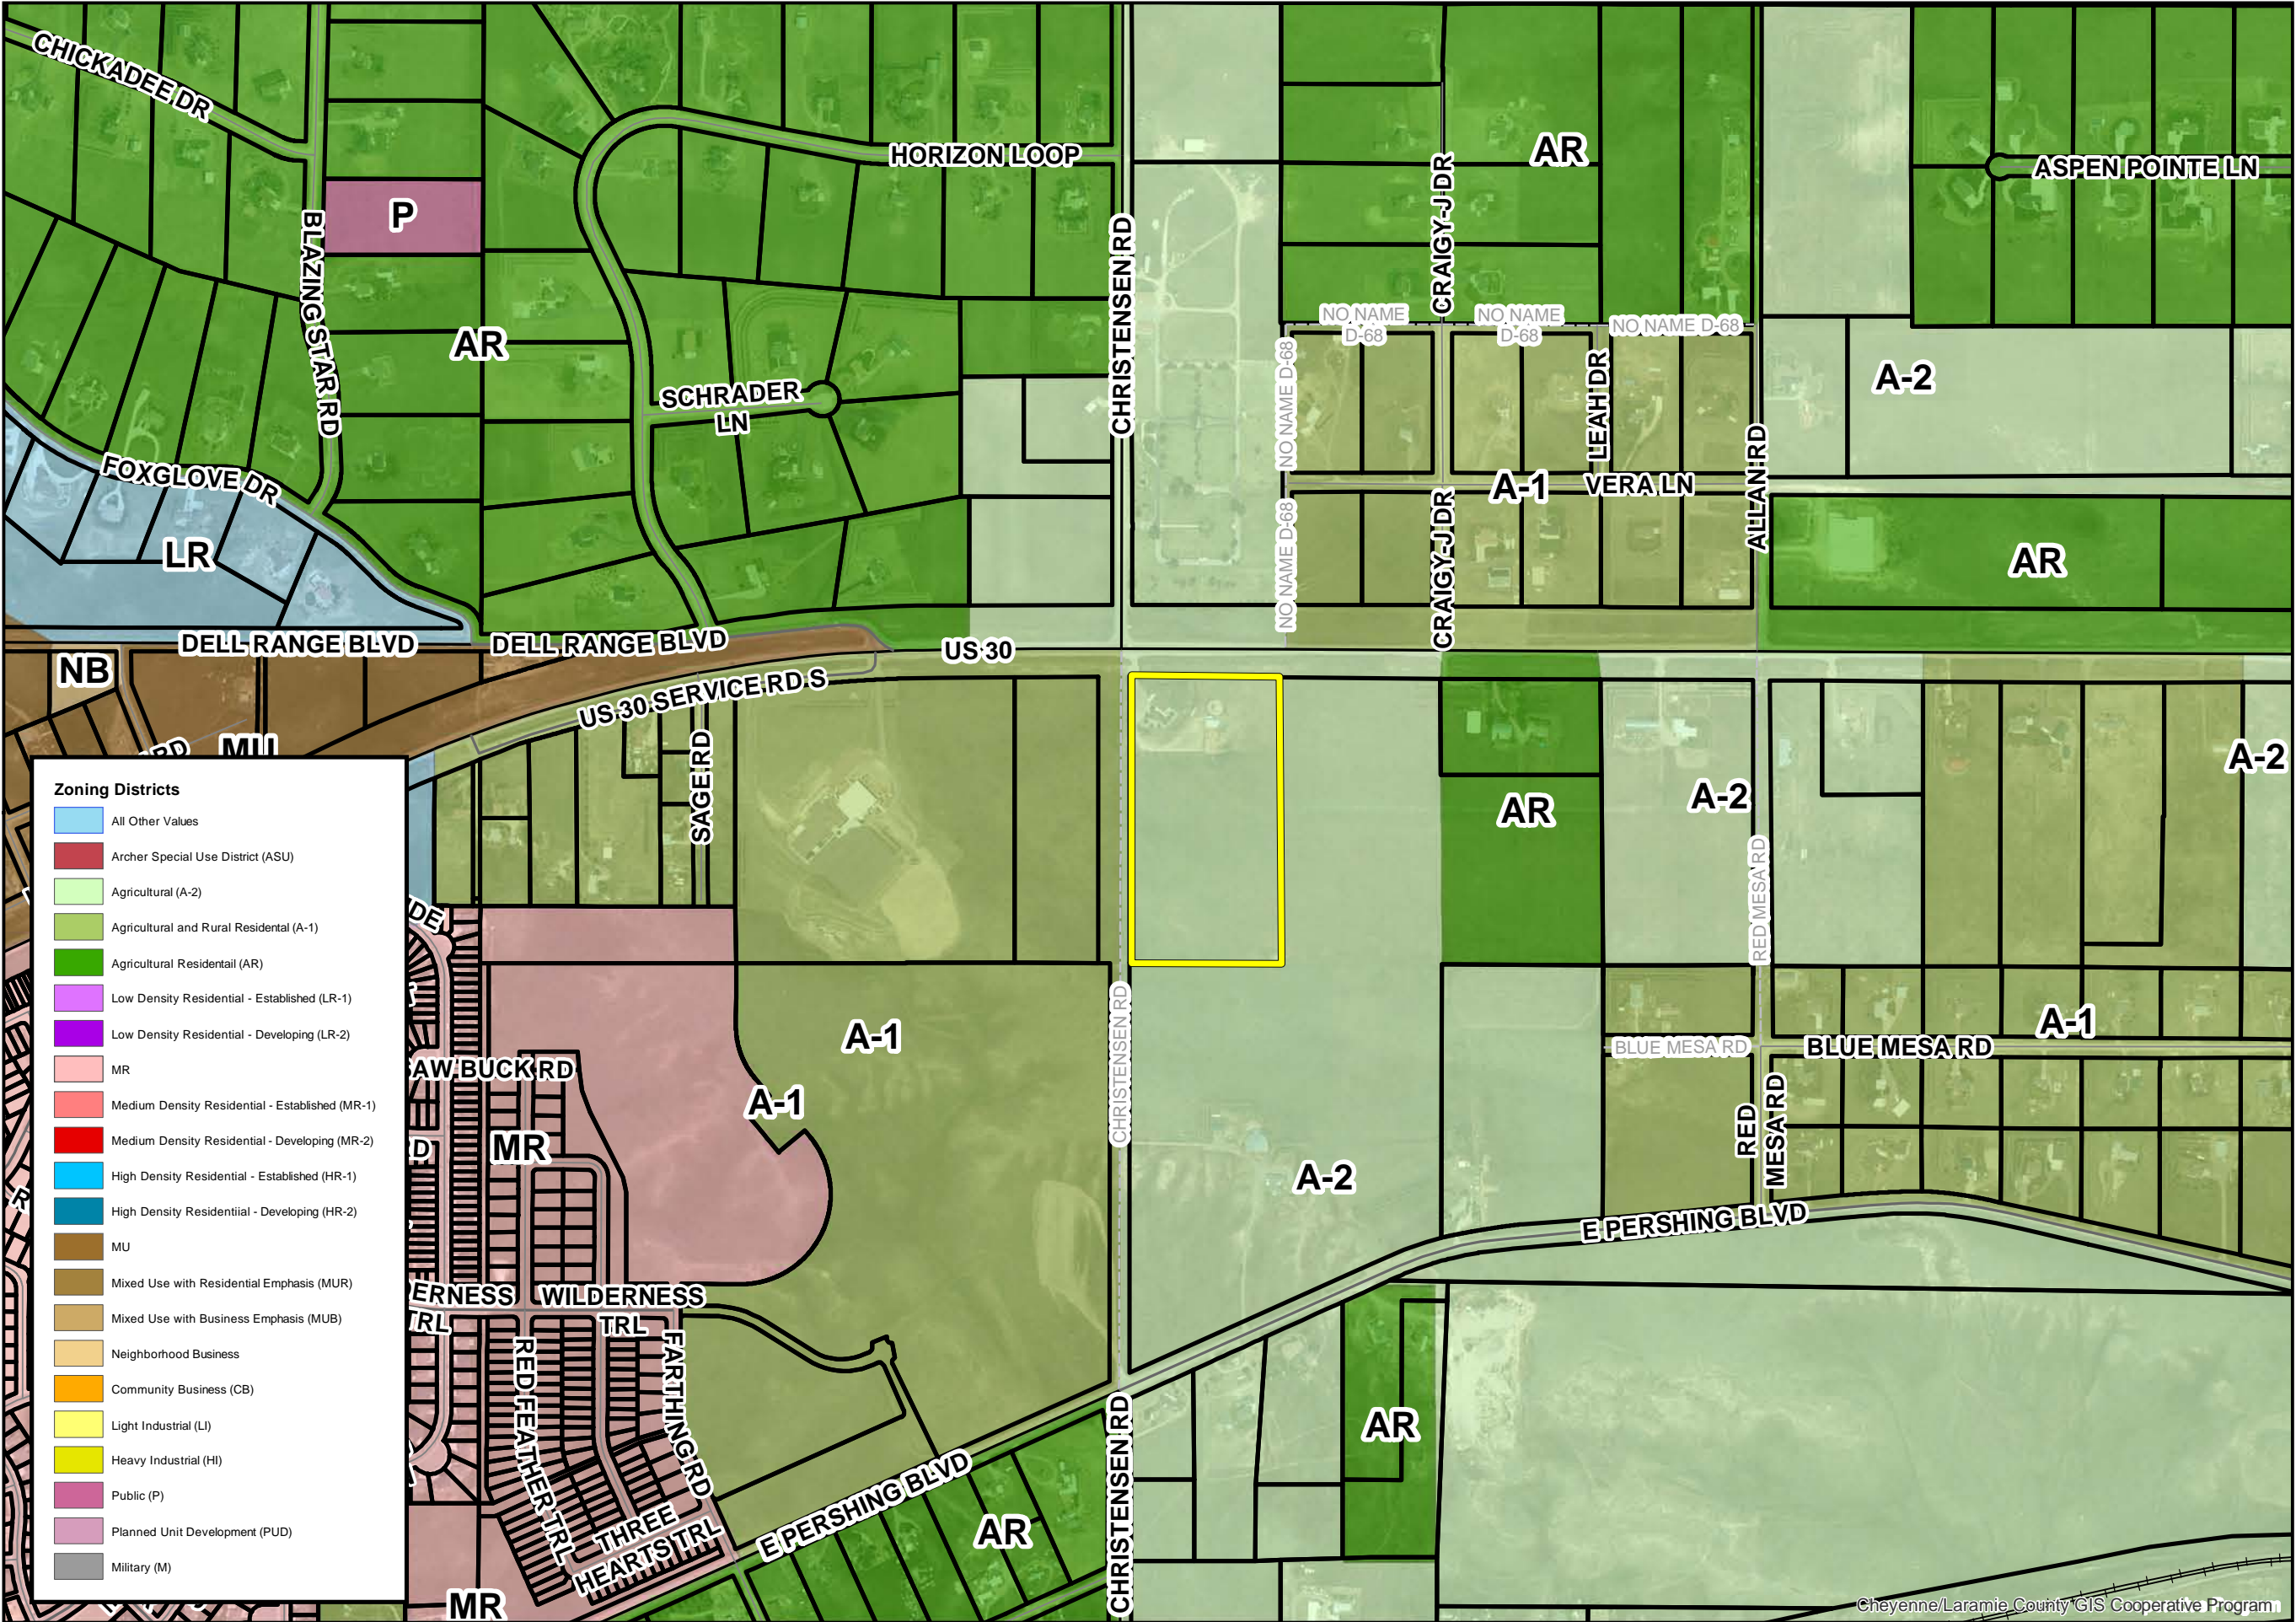 CHICKADEE DR
HORIZON LOOP
AR
ASPEN POINTE LN
P
BLAZING STAR RD
CHRISTENSEN RD
CRAIGY-J DR
NO NAME
D-68
NO NAME
D-68
NO NAME D-68
AR
SCHRADER
LN
NO NAME D-68
LEAH DR
A-2
FOXGLOVE DR
A-1
VERA LN
ALLAN RD
LR
NO NAME D-68
CRAIGY-J DR
AR
DELL RANGE BLVD
DELL RANGE BLVD
US 30
NB
US 30 SERVICE RD S
MU
RD
SAGE RD
AR
A-2
A-2
RED MESA RD
Zoning Districts
All Other Values
Archer Special Use District (ASU)
Agricultural (A-2)
Agricultural and Rural Residental (A-1)
Agricultural Residentail (AR)
Low Density Residential - Established (LR-1)
Low Density Residential - Developing (LR-2)
MR
Medium Density Residential - Established (MR-1)
Medium Density Residential - Developing (MR-2)
High Density Residential - Established (HR-1)
High Density Residentiial - Developing (HR-2)
MU
Mixed Use with Residential Emphasis (MUR)
Mixed Use with Business Emphasis (MUB)
Neighborhood Business
Community Business (CB)
Light Industrial (LI)
Heavy Industrial (HI)
Public (P)
Planned Unit Development (PUD)
Military (M)
DE
A-1
CHRISTENSEN RD
A-1
BLUE MESA RD
BLUE MESA RD
AW BUCK RD
A-1
RED
MESA RD
MR
D
R
A-2
E PERSHING BLVD
ERNESS
TRL
WILDERNESS
TRL
RED FEATHER TRL
FARTHING RD
CHRISTENSEN RD
AR
THREE
HEARTS TRL
E PERSHING BLVD
AR
MR
Cheyenne/Laramie County GIS Cooperative Program